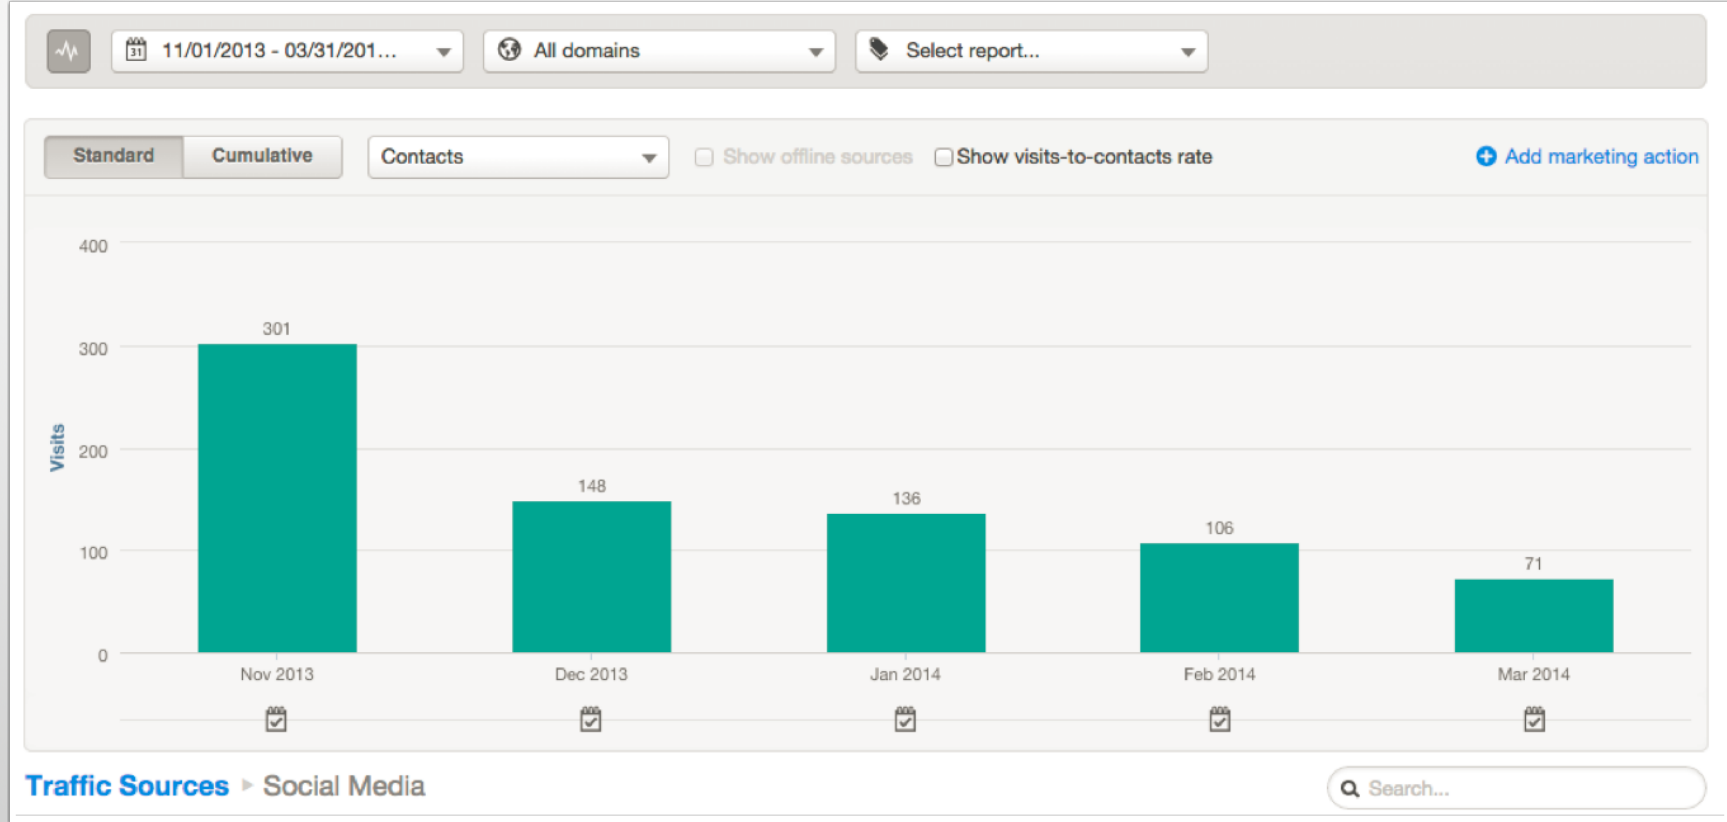 31 11/01/2013 - 03/31/201... All domains Select report...
Standard Cumulative Contacts Show offline sources Show visits-to-contacts rate Add marketing action
400
301
300
Visits
200
148
136
106
100
71
0
Nov 2013 Dec 2013 Jan 2014 Feb 2014 Mar 2014
Traffic Sources Social Media Search...